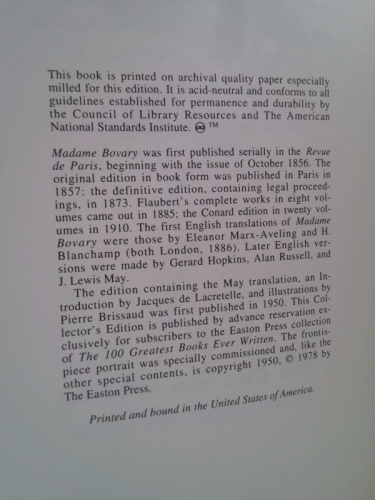 This book is printed on archival quality paper especially
milled for this edition. It is acid-neutral and conforms to all
guidelines established for permanence and durability by
the Council of Library Resources and The American
National Standards Institute. ♾ ™
Madame Bovary was first published serially in the Revue
de Paris, beginning with the issue of October 1856. The
original edition in book form was published in Paris in
1857: the definitive edition, containing legal proceed-
ings, in 1873. Flaubert's complete works in eight vol-
umes came out in 1885; the Conard edition in twenty vol-
umes in 1910. The first English translations of Madame
Bovary were those by Eleanor Marx-Aveling and H.
Blanchamp (both London, 1886). Later English ver-
sions were made by Gerard Hopkins, Alan Russell, and
J. Lewis May.
The edition containing the May translation, an In-
troduction by Jacques de Lacretelle, and illustrations by
Pierre Brissaud was first published in 1950. This Col-
lector's Edition is published by advance reservation ex-
clusively for subscribers to the Easton Press collection
of The 100 Greatest Books Ever Written. The frontis-
piece portrait was specially commissioned and, like the
other special contents, is copyright 1950, © 1978 by
The Easton Press.
Printed and bound in the United States of America.